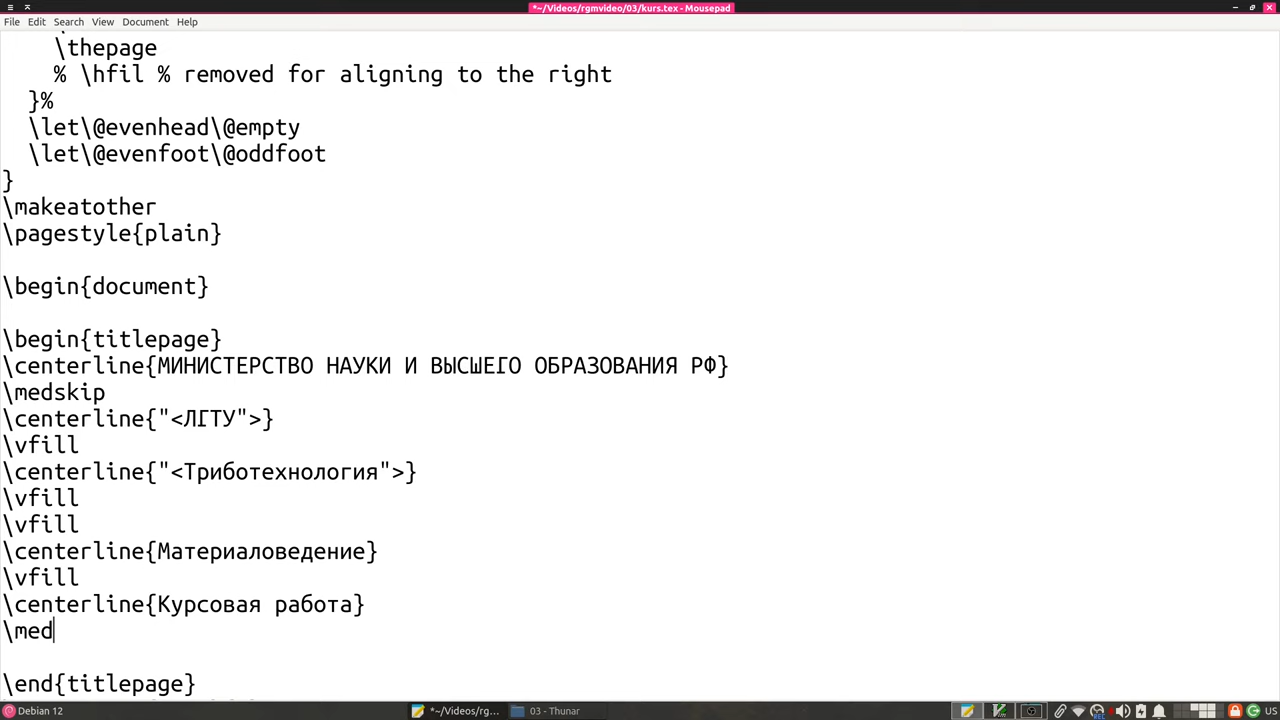 *~/Videos/rgmvideo/03/kurs.tex - Mousepad
File Edit Search View Document Help
\thepage
% \hfil % removed for aligning to the right
}%
\let\@evenhead\@empty
\let\@evenfoot\@oddfoot
}
\makeatother
\pagestyle{plain}
\begin{document}
\begin{titlepage}
\centerline{МИНИСТЕРСТВО НАУКИ И ВЫСШЕГО ОБРАЗОВАНИЯ РФ}
\medskip
\centerline{"<ЛГТУ">}
\vfill
\centerline{"<Триботехнология">}
\vfill
\vfill
\centerline{Материаловедение}
\vfill
\centerline{Курсовая работа}
\med
\end{titlepage}
Debian 12 *~/Videos/rg... 03 - Thunar US